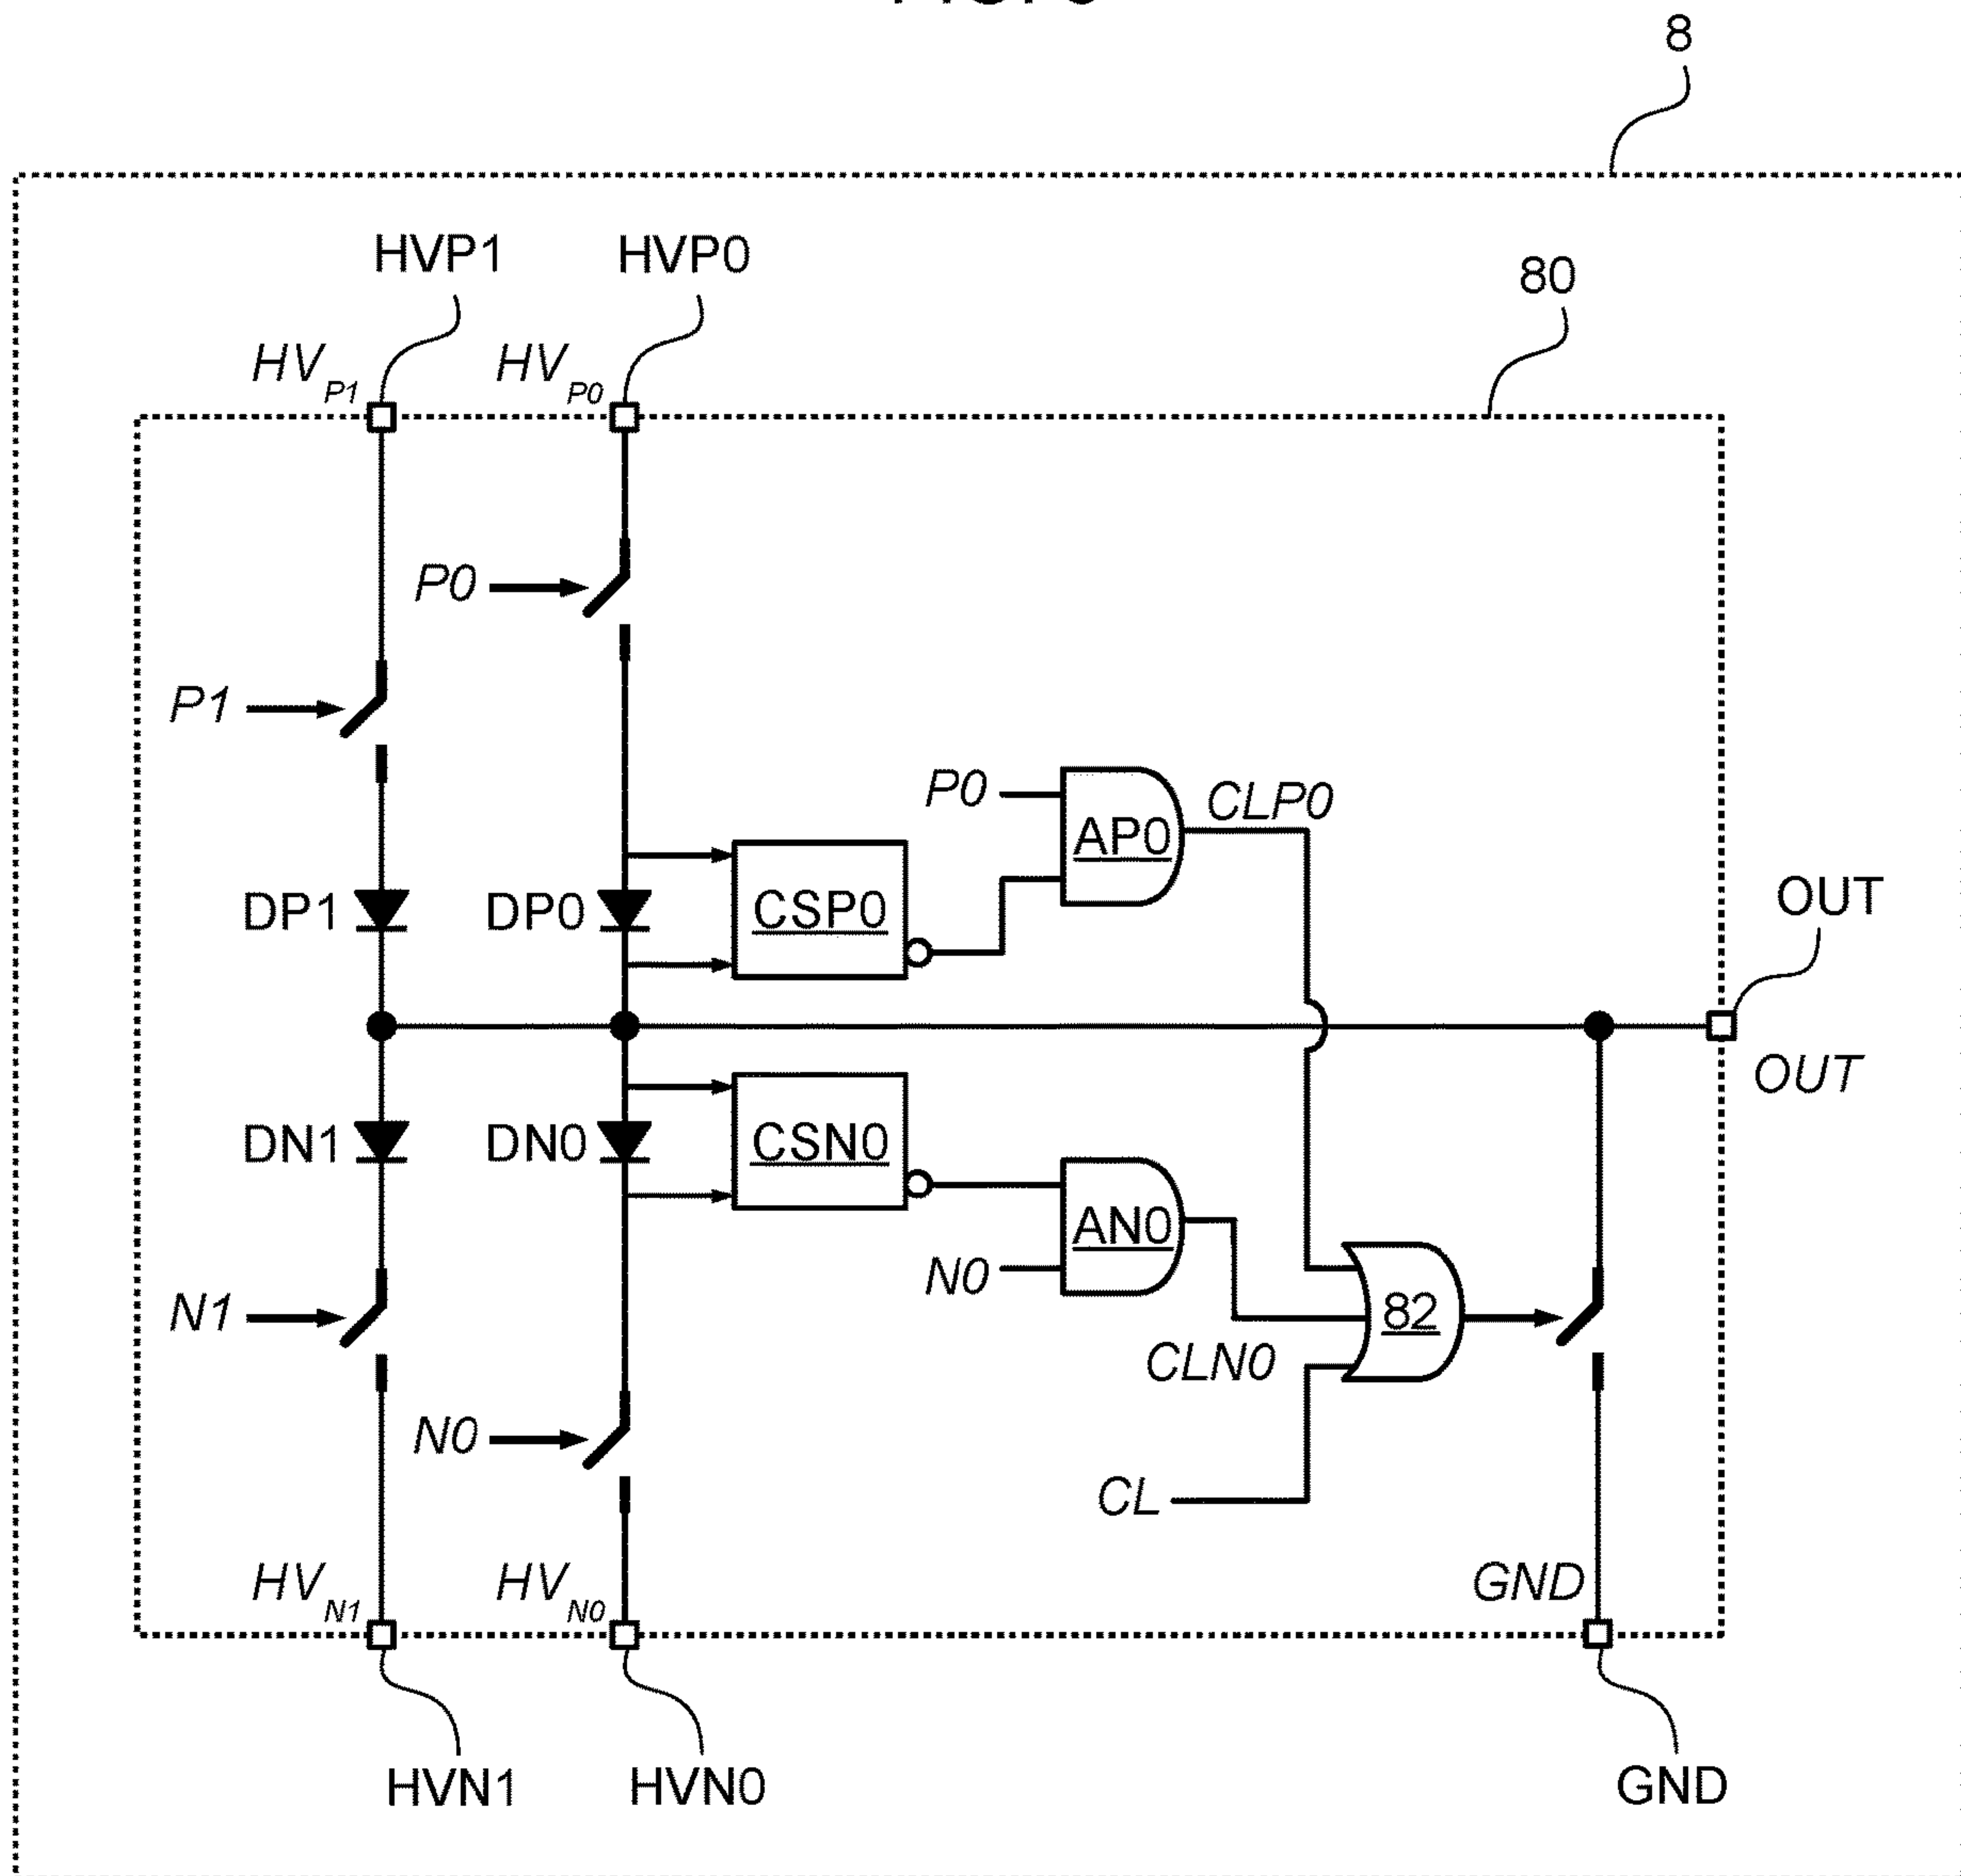 8
HVP1
HVP0
80
HVP1
HVP0
P0
P1
P0
AP0
CLP0
DP1
DP0
CSP0
OUT
OUT
DN1
DN0
CSN0
AN0
N0
N1
82
CLN0
N0
CL
HVN1
HVN0
GND
HVN1
HVN0
GND